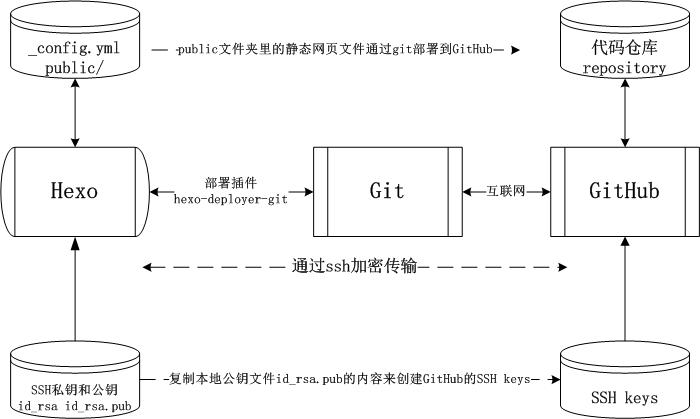 _config.yml
public/
public文件夹里的静态网页文件通过git部署到GitHub
代码仓库
repository
Hexo
部署插件
hexo-deployer-git
Git
互联网
GitHub
通过ssh加密传输
SSH私钥和公钥
id_rsa id_rsa.pub
复制本地公钥文件id_rsa.pub的内容来创建GitHub的SSH keys
SSH keys